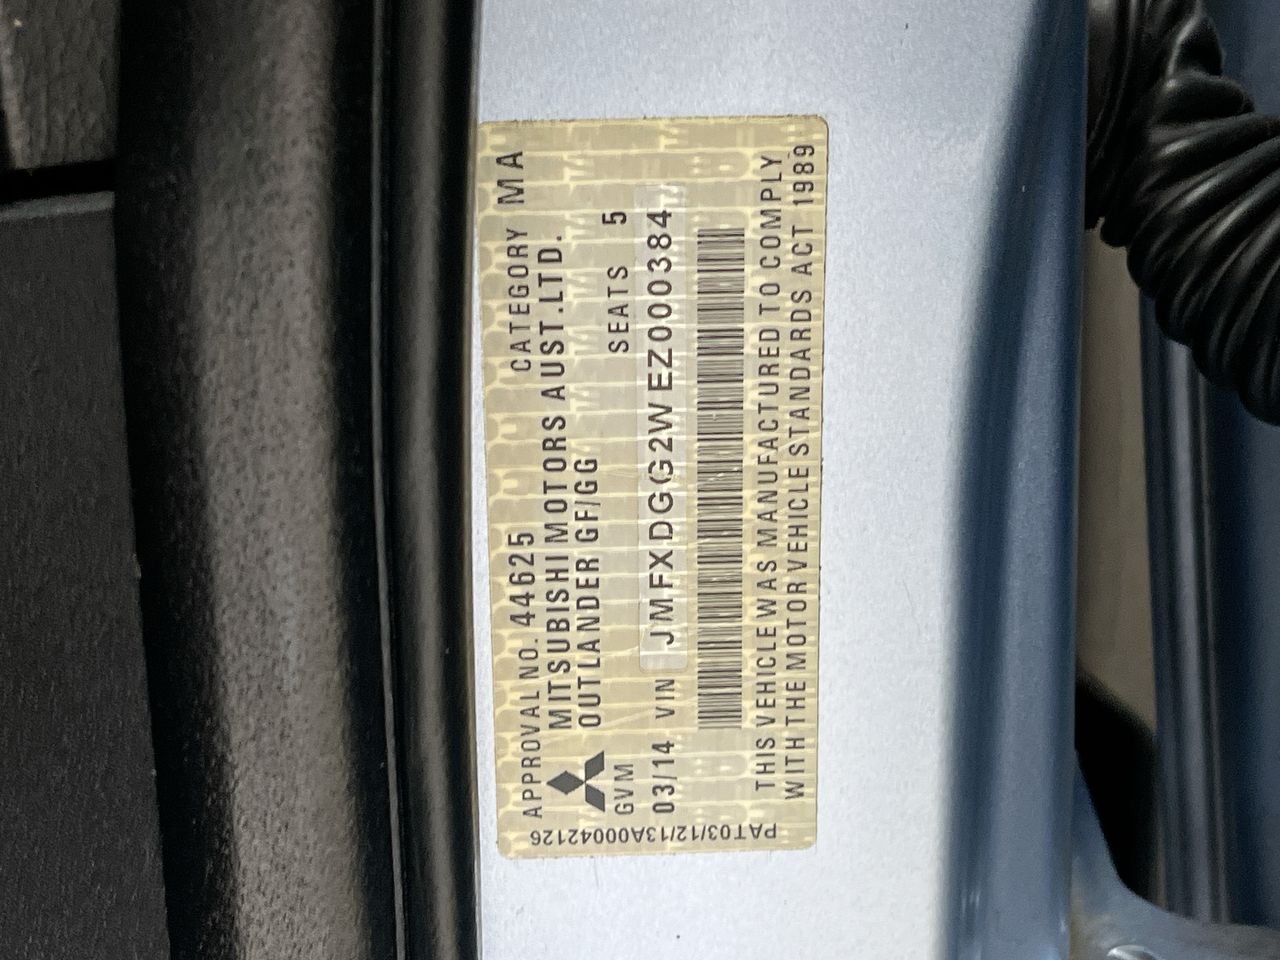 APPROVAL NO. 44625 CATEGORY MA
MITSUBISHI MOTORS AUST.LTD.
OUTLANDER GF/GG
GVM SEATS 5
03/14 VIN JMFXDGG2WEZ000384
THIS VEHICLE WAS MANUFACTURED TO COMPLY
WITH THE MOTOR VEHICLE STANDARDS ACT 1989
PAT03/12/13A00042126